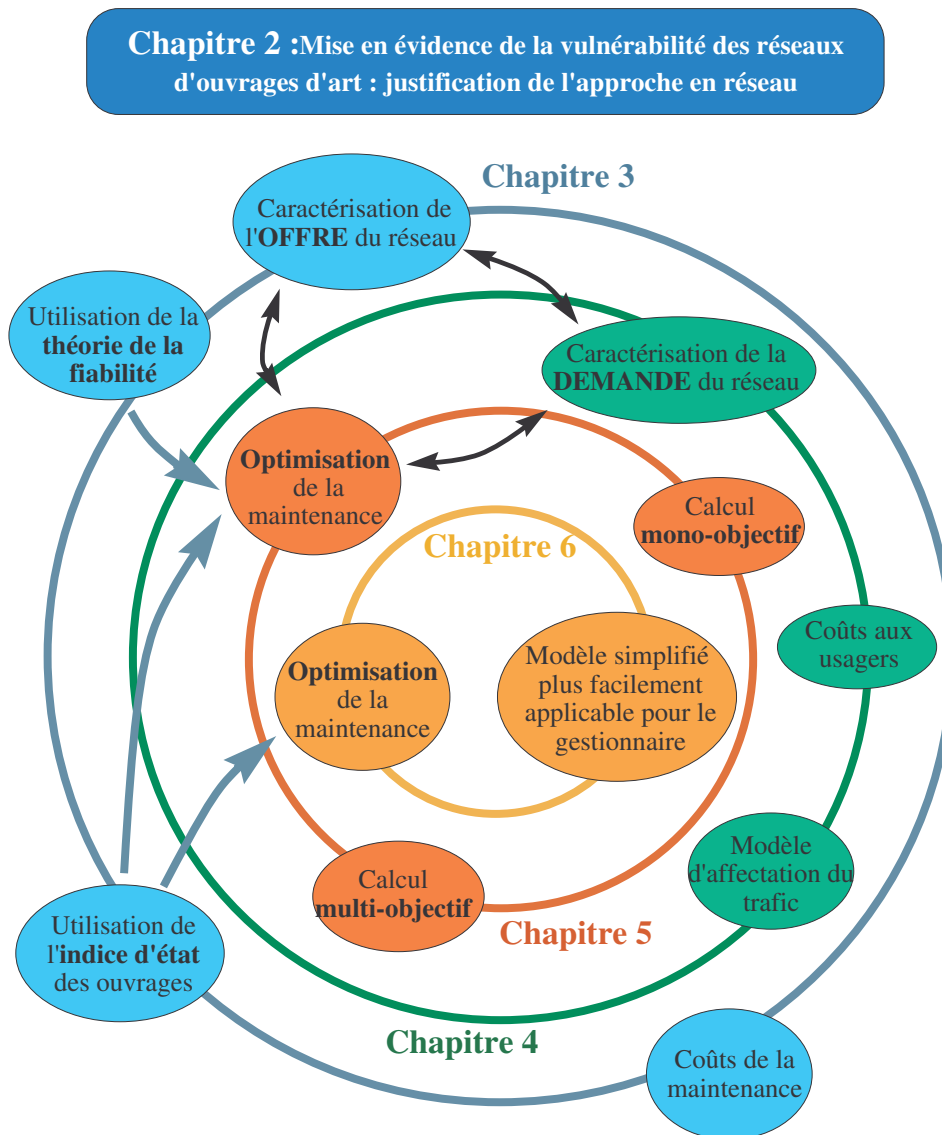 Chapitre 2 :Mise en évidence de la vulnérabilité des réseaux
d'ouvrages d'art : justification de l'approche en réseau
Chapitre 3
Caractérisation de
l'OFFRE du réseau
Utilisation de la
théorie de la
fiabilité
Caractérisation de la
DEMANDE du réseau
Optimisation
de la
maintenance
Calcul
mono-objectif
Chapitre 6
Coûts aux
usagers
Optimisation
de la
maintenance
Modèle simplifié
plus facilement
applicable pour le
gestionnaire
Modèle
d'affectation du
trafic
Calcul
multi-objectif
Chapitre 5
Utilisation de
l'indice d'état
des ouvrages
Chapitre 4
Coûts de la
maintenance